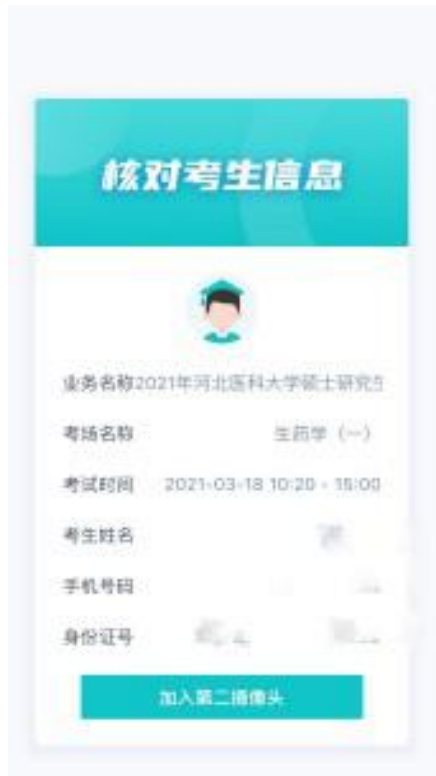 核对考生信息
业务名称2021年河北医科大学硕士研究生
考场名称 生药学（一）
考试时间 2021-03-18 10:20 - 15:00
考生姓名
手机号码
身份证号
加入第二摄像头